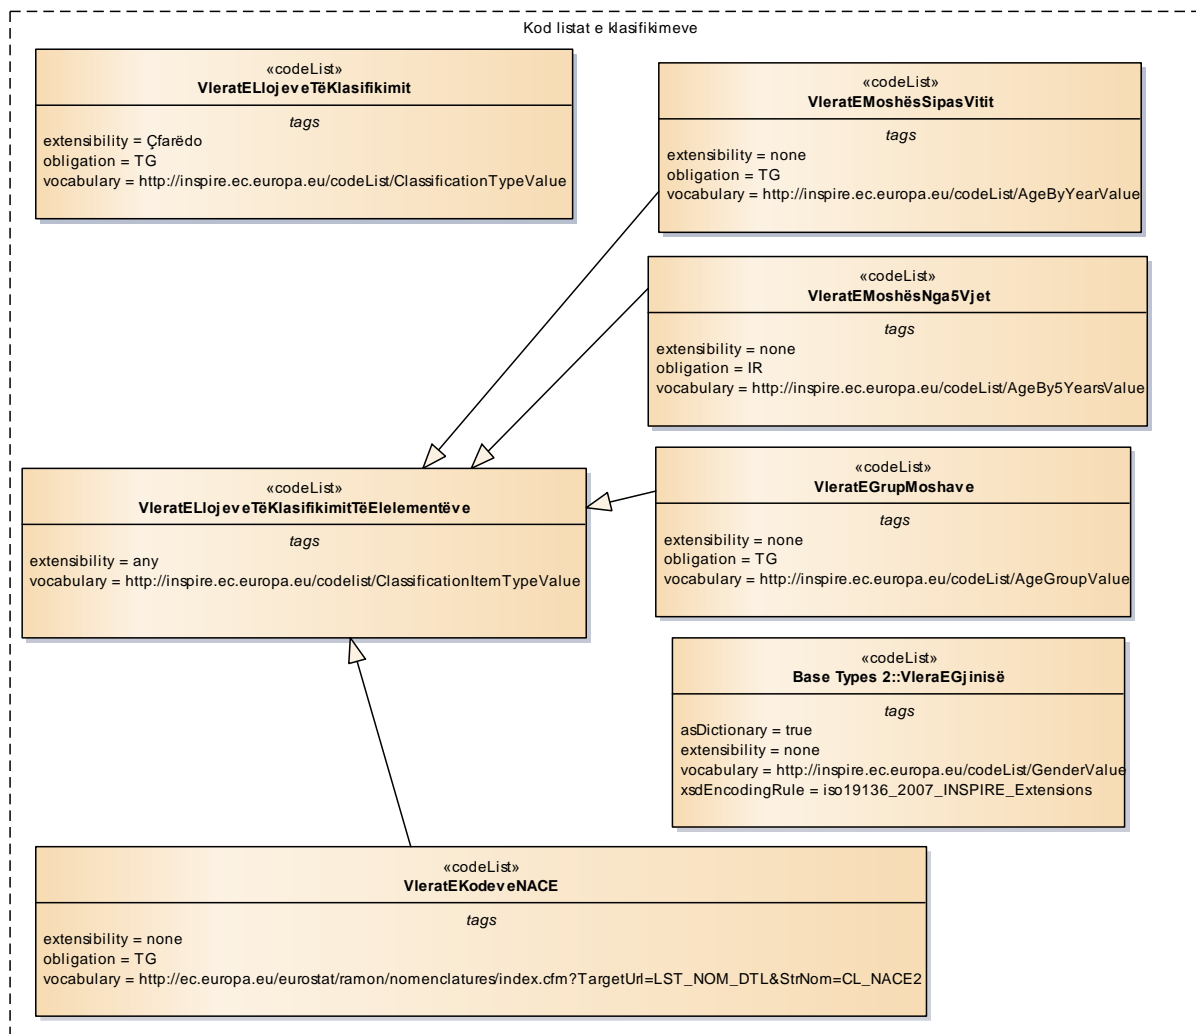 Kod listat e klasifikimeve
«codeList»
VleratELlojeveTëKlasifikimit
tags
extensibility = Çfarëdo
obligation = TG
vocabulary = http://inspire.ec.europa.eu/codeList/ClassificationTypeValue
«codeList»
VleratEMoshësSipasVitit
tags
extensibility = none
obligation = TG
vocabulary = http://inspire.ec.europa.eu/codeList/AgeByYearValue
«codeList»
VleratEMoshësNga5Vjet
tags
extensibility = none
obligation = IR
vocabulary = http://inspire.ec.europa.eu/codeList/AgeBy5YearsValue
«codeList»
VleratELlojeveTëKlasifikimitTëElelementëve
tags
extensibility = any
vocabulary = http://inspire.ec.europa.eu/codelist/ClassificationItemTypeValue
«codeList»
VleratEGrupMoshave
tags
extensibility = none
obligation = TG
vocabulary = http://inspire.ec.europa.eu/codeList/AgeGroupValue
«codeList»
Base Types 2::VleraEGjinisë
tags
asDictionary = true
extensibility = none
vocabulary = http://inspire.ec.europa.eu/codeList/GenderValue
xsdEncodingRule = iso19136_2007_INSPIRE_Extensions
«codeList»
VleratEKodeveNACE
tags
extensibility = none
obligation = TG
vocabulary = http://ec.europa.eu/eurostat/ramon/nomenclatures/index.cfm?TargetUrl=LST_NOM_DTL&StrNom=CL_NACE2